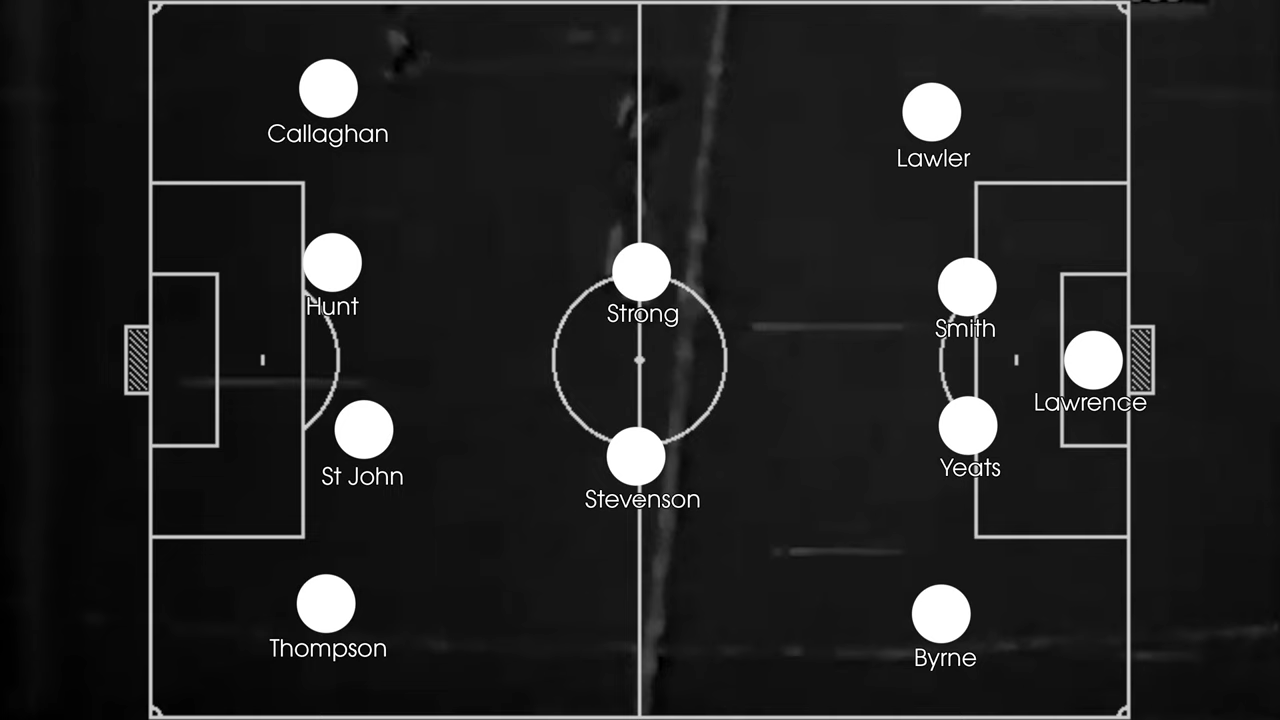 Callaghan
Lawler
Hunt
Strong
Smith
Lawrence
St John
Yeats
Stevenson
Thompson
Byrne